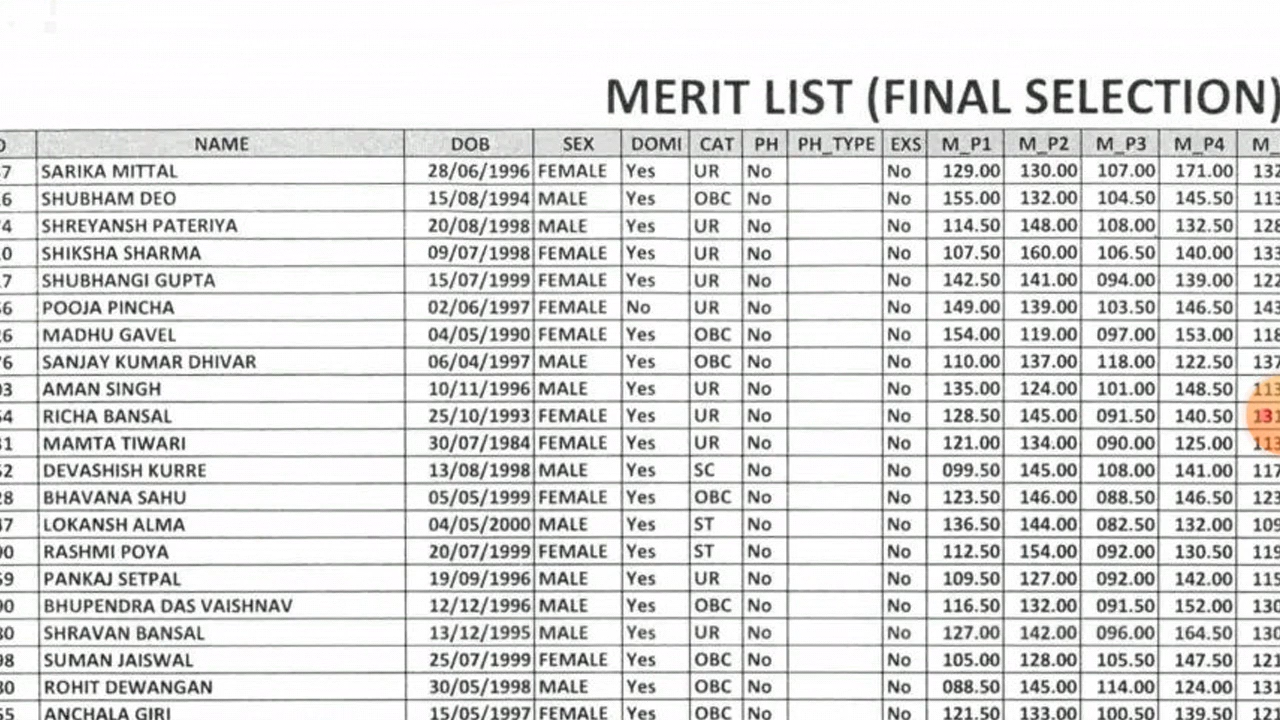 MERIT LIST (FINAL SELECTION)
NAME DOB SEX DOMI CAT PH PH_TYPE EXS M_P1 M_P2 M_P3 M_P4
SARIKA MITTAL 28/06/1996 FEMALE Yes UR No No 129.00 130.00 107.00 171.00
SHUBHAM DEO 15/08/1994 MALE Yes OBC No No 155.00 132.00 104.50 145.50
SHREYANSH PATERIYA 20/08/1998 MALE Yes UR No No 114.50 148.00 108.00 132.50
SHIKSHA SHARMA 09/07/1998 FEMALE Yes UR No No 107.50 160.00 106.50 140.00
SHUBHANGI GUPTA 15/07/1999 FEMALE Yes UR No No 142.50 141.00 094.00 139.00
POOJA PINCHA 02/06/1997 FEMALE No UR No No 149.00 139.00 103.50 146.50
MADHU GAVEL 04/05/1990 FEMALE Yes OBC No No 154.00 119.00 097.00 153.00
SANJAY KUMAR DHIVAR 06/04/1997 MALE Yes OBC No No 110.00 137.00 118.00 122.50
AMAN SINGH 10/11/1996 MALE Yes UR No No 135.00 124.00 101.00 148.50
RICHA BANSAL 25/10/1993 FEMALE Yes UR No No 128.50 145.00 091.50 140.50
MAMTA TIWARI 30/07/1984 FEMALE Yes UR No No 121.00 134.00 090.00 125.00
DEVASHISH KURRE 13/08/1998 MALE Yes SC No No 099.50 145.00 108.00 141.00
BHAVANA SAHU 05/05/1999 FEMALE Yes OBC No No 123.50 146.00 088.50 146.50
LOKANSH ALMA 04/05/2000 MALE Yes ST No No 136.50 144.00 082.50 132.00
RASHMI POYA 20/07/1999 FEMALE Yes ST No No 112.50 154.00 092.00 130.50
PANKAJ SETPAL 19/09/1996 MALE Yes UR No No 109.50 127.00 092.00 142.00
BHUPENDRA DAS VAISHNAV 12/12/1996 MALE Yes OBC No No 116.50 132.00 091.50 152.00
SHRAVAN BANSAL 13/12/1995 MALE Yes UR No No 127.00 142.00 096.00 164.50
SUMAN JAISWAL 25/07/1999 FEMALE Yes OBC No No 105.00 128.00 105.50 147.50
ROHIT DEWANGAN 30/05/1998 MALE Yes OBC No No 088.50 145.00 114.00 124.00
ANCHALA GIRI 15/05/1997 FEMALE Yes OBC No No 121.50 133.00 100.50 139.50